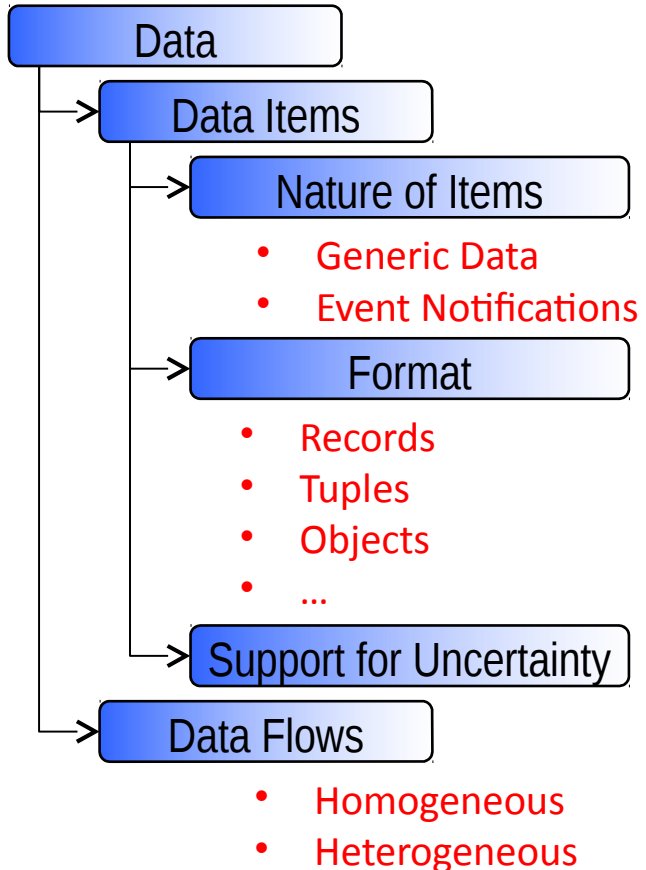 Data
Data Items
Nature of Items
• Generic Data
• Event Notifications
Format
• Records
• Tuples
• Objects
• ...
Support for Uncertainty
Data Flows
• Homogeneous
• Heterogeneous